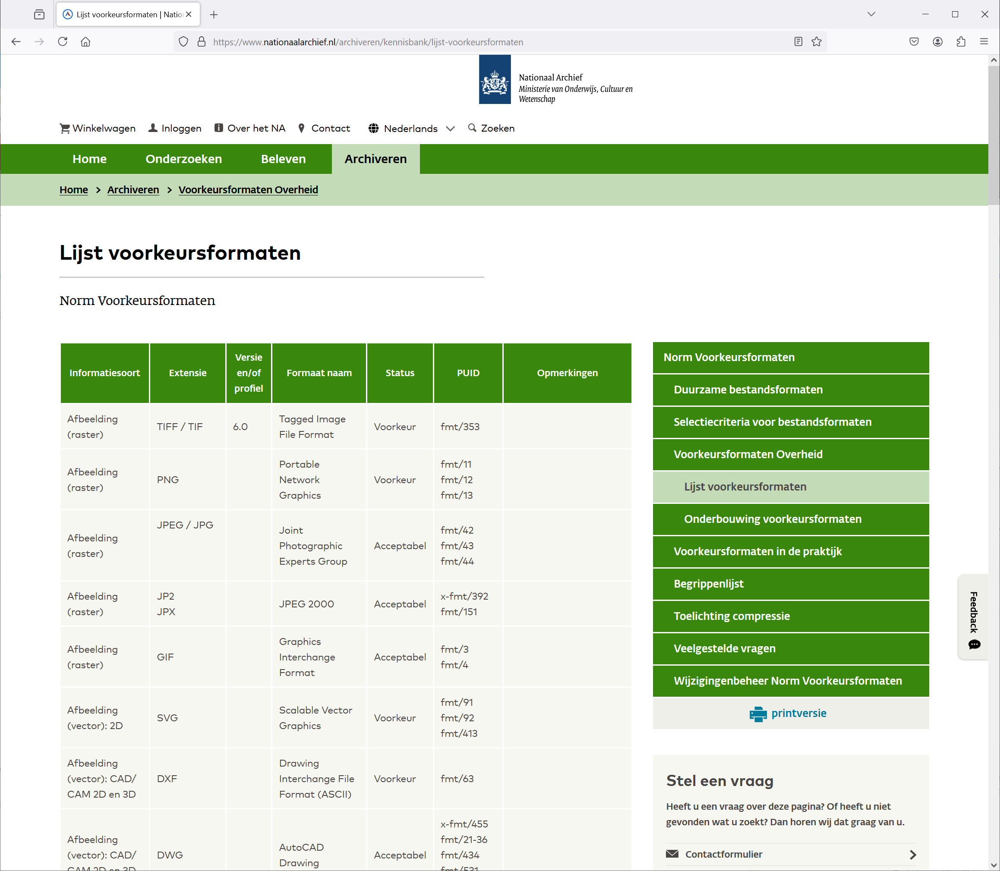 Lijst voorkeursformaten | Natio
https://www.nationaalarchief.nl/archiveren/kennisbank/lijst-voorkeursformaten
Nationaal Archief
Ministerie van Onderwijs, Cultuur en
Wetenschap
Winkelwagen Inloggen Over het NA Contact Nederlands Zoeken
Home Onderzoeken Beleven Archiveren
Home > Archiveren > Voorkeursformaten Overheid
Lijst voorkeursformaten
Norm Voorkeursformaten
Informatiesoort Extensie Versie en/of profiel Formaat naam Status PUID Opmerkingen
Afbeelding (raster) TIFF / TIF 6.0 Tagged Image File Format Voorkeur fmt/353
Afbeelding (raster) PNG Portable Network Graphics Voorkeur fmt/11 fmt/12 fmt/13
Afbeelding (raster) JPEG / JPG Joint Photographic Experts Group Acceptabel fmt/42 fmt/43 fmt/44
Afbeelding (raster) JP2 JPX JPEG 2000 Acceptabel x-fmt/392 fmt/151
Afbeelding (raster) GIF Graphics Interchange Format Acceptabel fmt/3 fmt/4
Afbeelding (vector): 2D SVG Scalable Vector Graphics Voorkeur fmt/91 fmt/92 fmt/413
Afbeelding (vector): CAD/ CAM 2D en 3D DXF Drawing Interchange File Format (ASCII) Voorkeur fmt/63
Afbeelding (vector): CAD/ CAM 2D en 3D DWG AutoCAD Drawing Acceptabel x-fmt/455 fmt/21-36 fmt/434 fmt/531
Norm Voorkeursformaten
Duurzame bestandsformaten
Selectiecriteria voor bestandsformaten
Voorkeursformaten Overheid
Lijst voorkeursformaten
Onderbouwing voorkeursformaten
Voorkeursformaten in de praktijk
Begrippenlijst
Toelichting compressie
Veelgestelde vragen
Wijzigingenbeheer Norm Voorkeursformaten
printversie
Stel een vraag
Heeft u een vraag over deze pagina? Of heeft u niet
gevonden wat u zoekt? Dan horen wij dat graag van u.
Contactformulier
Feedback